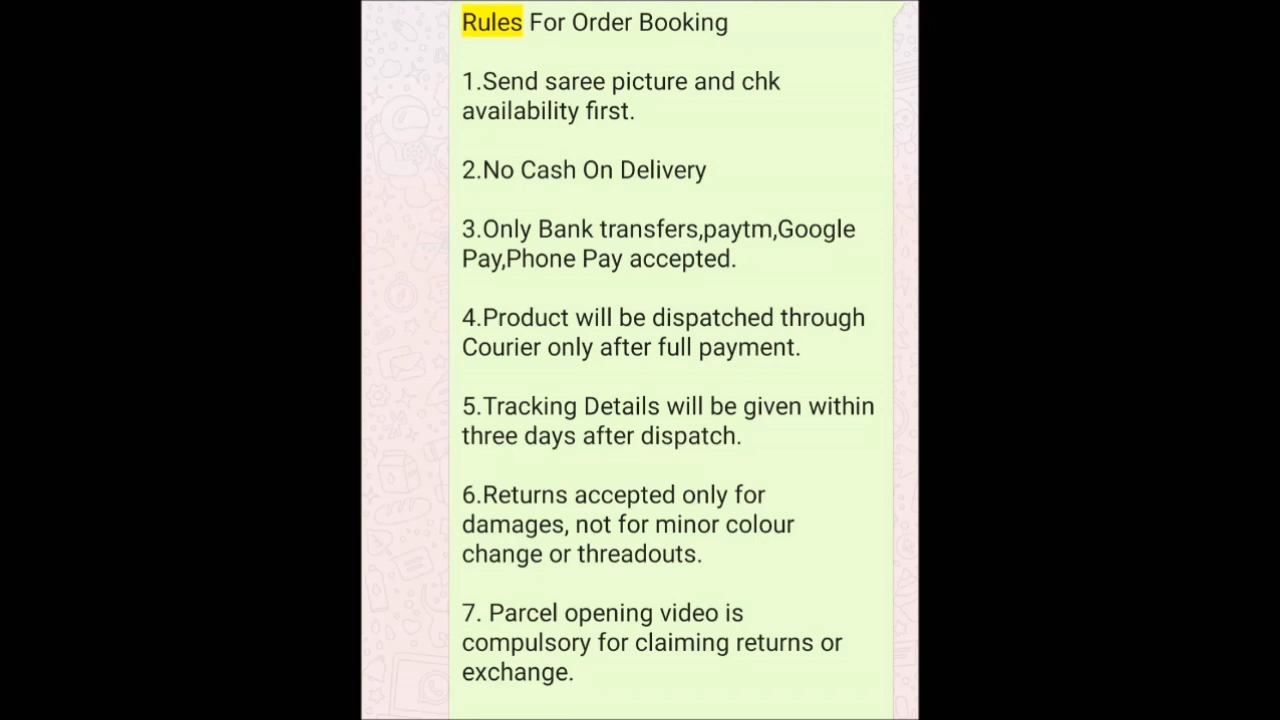 Rules For Order Booking
1.Send saree picture and chk
availability first.
2.No Cash On Delivery
3.Only Bank transfers,paytm,Google
Pay,Phone Pay accepted.
4.Product will be dispatched through
Courier only after full payment.
5.Tracking Details will be given within
three days after dispatch.
6.Returns accepted only for
damages, not for minor colour
change or threadouts.
7. Parcel opening video is
compulsory for claiming returns or
exchange.